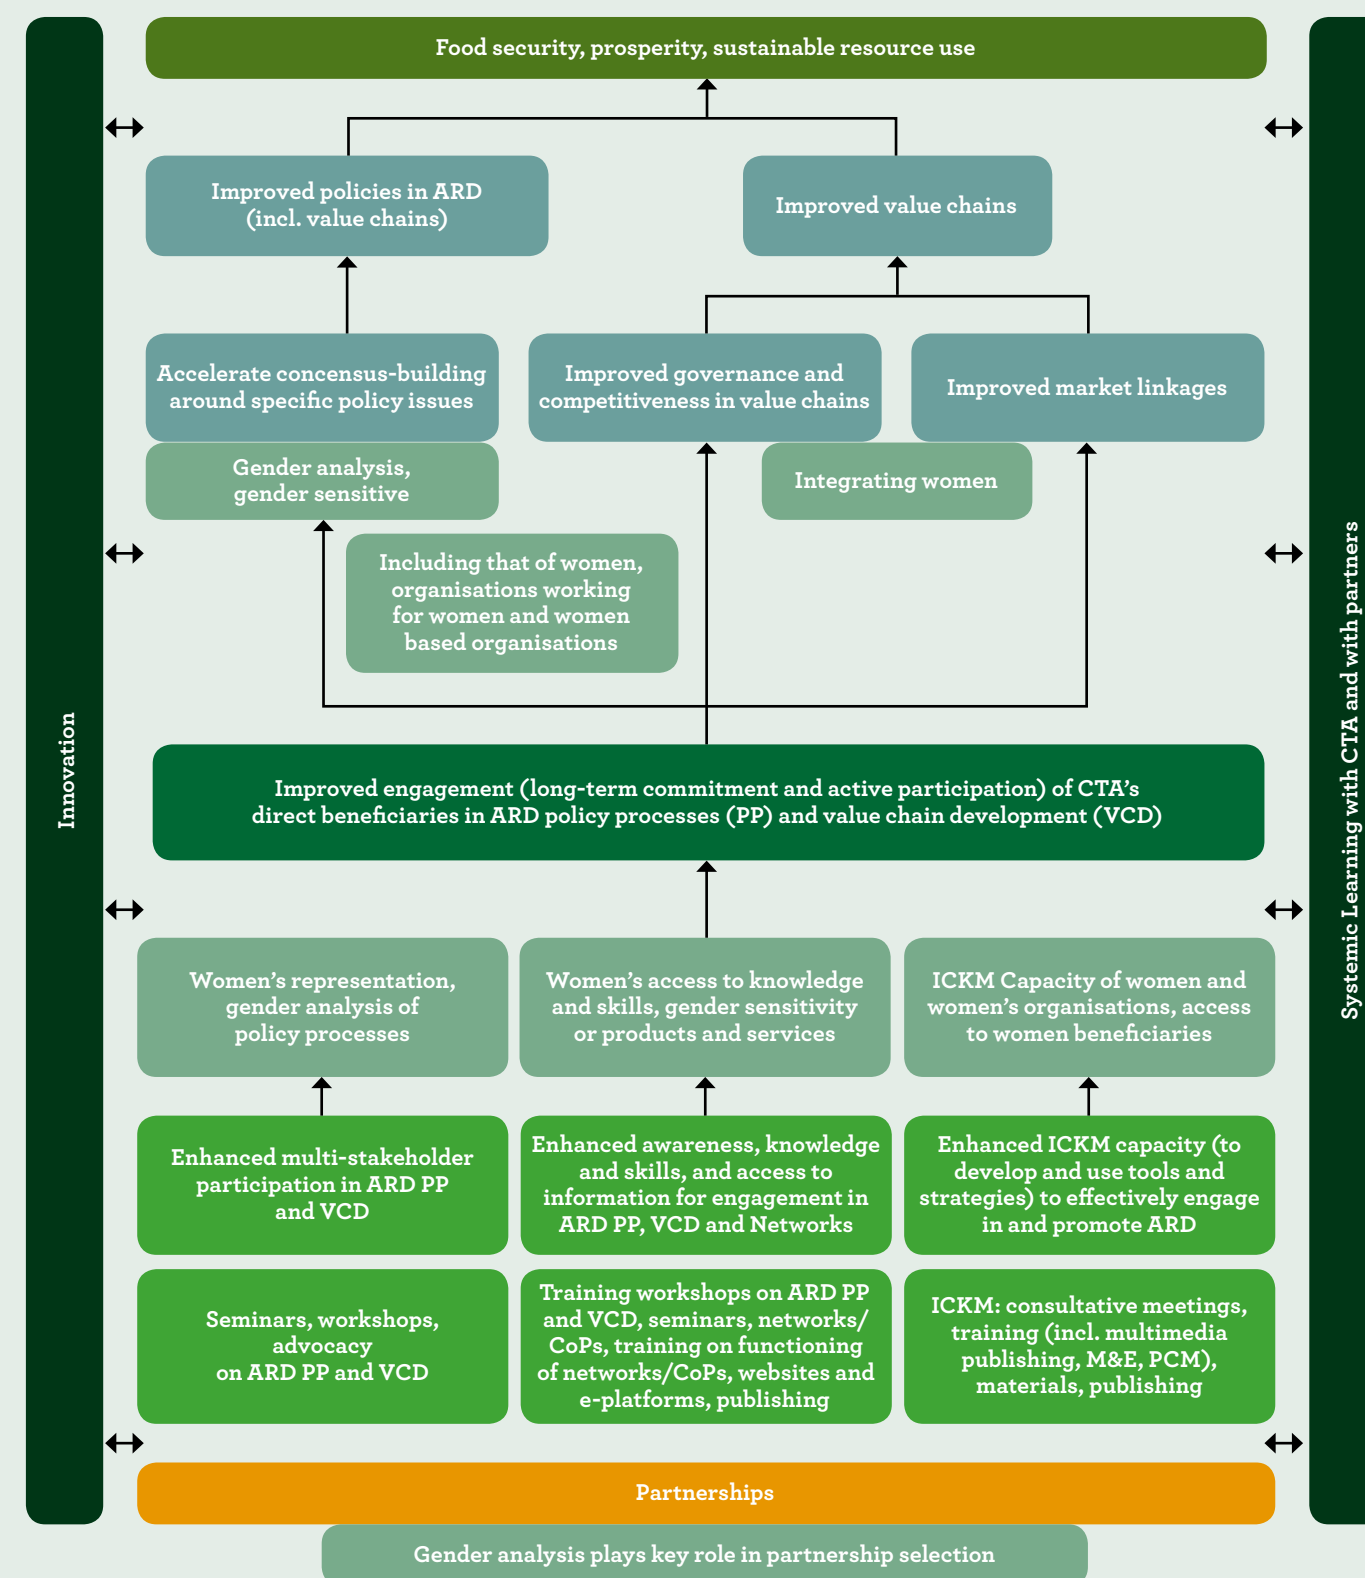 Food security, prosperity, sustainable resource use
Improved policies in ARD
(incl. value chains)
Improved value chains
Accelerate concensus-building
around specific policy issues
Improved governance and
competitiveness in value chains
Improved market linkages
Gender analysis,
gender sensitive
Integrating women
Including that of women,
organisations working
for women and women
based organisations
Innovation
Systemic Learning with CTA and with partners
Improved engagement (long-term commitment and active participation) of CTA’s
direct beneficiaries in ARD policy processes (PP) and value chain development (VCD)
Women’s representation,
gender analysis of
policy processes
Women’s access to knowledge
and skills, gender sensitivity
or products and services
ICKM Capacity of women and
women’s organisations, access
to women beneficiaries
Enhanced multi-stakeholder
participation in ARD PP
and VCD
Enhanced awareness, knowledge
and skills, and access to
information for engagement in
ARD PP, VCD and Networks
Enhanced ICKM capacity (to
develop and use tools and
strategies) to effectively engage
in and promote ARD
Seminars, workshops,
advocacy
on ARD PP and VCD
Training workshops on ARD PP
and VCD, seminars, networks/
CoPs, training on functioning
of networks/CoPs, websites and
e-platforms, publishing
ICKM: consultative meetings,
training (incl. multimedia
publishing, M&E, PCM),
materials, publishing
Partnerships
Gender analysis plays key role in partnership selection